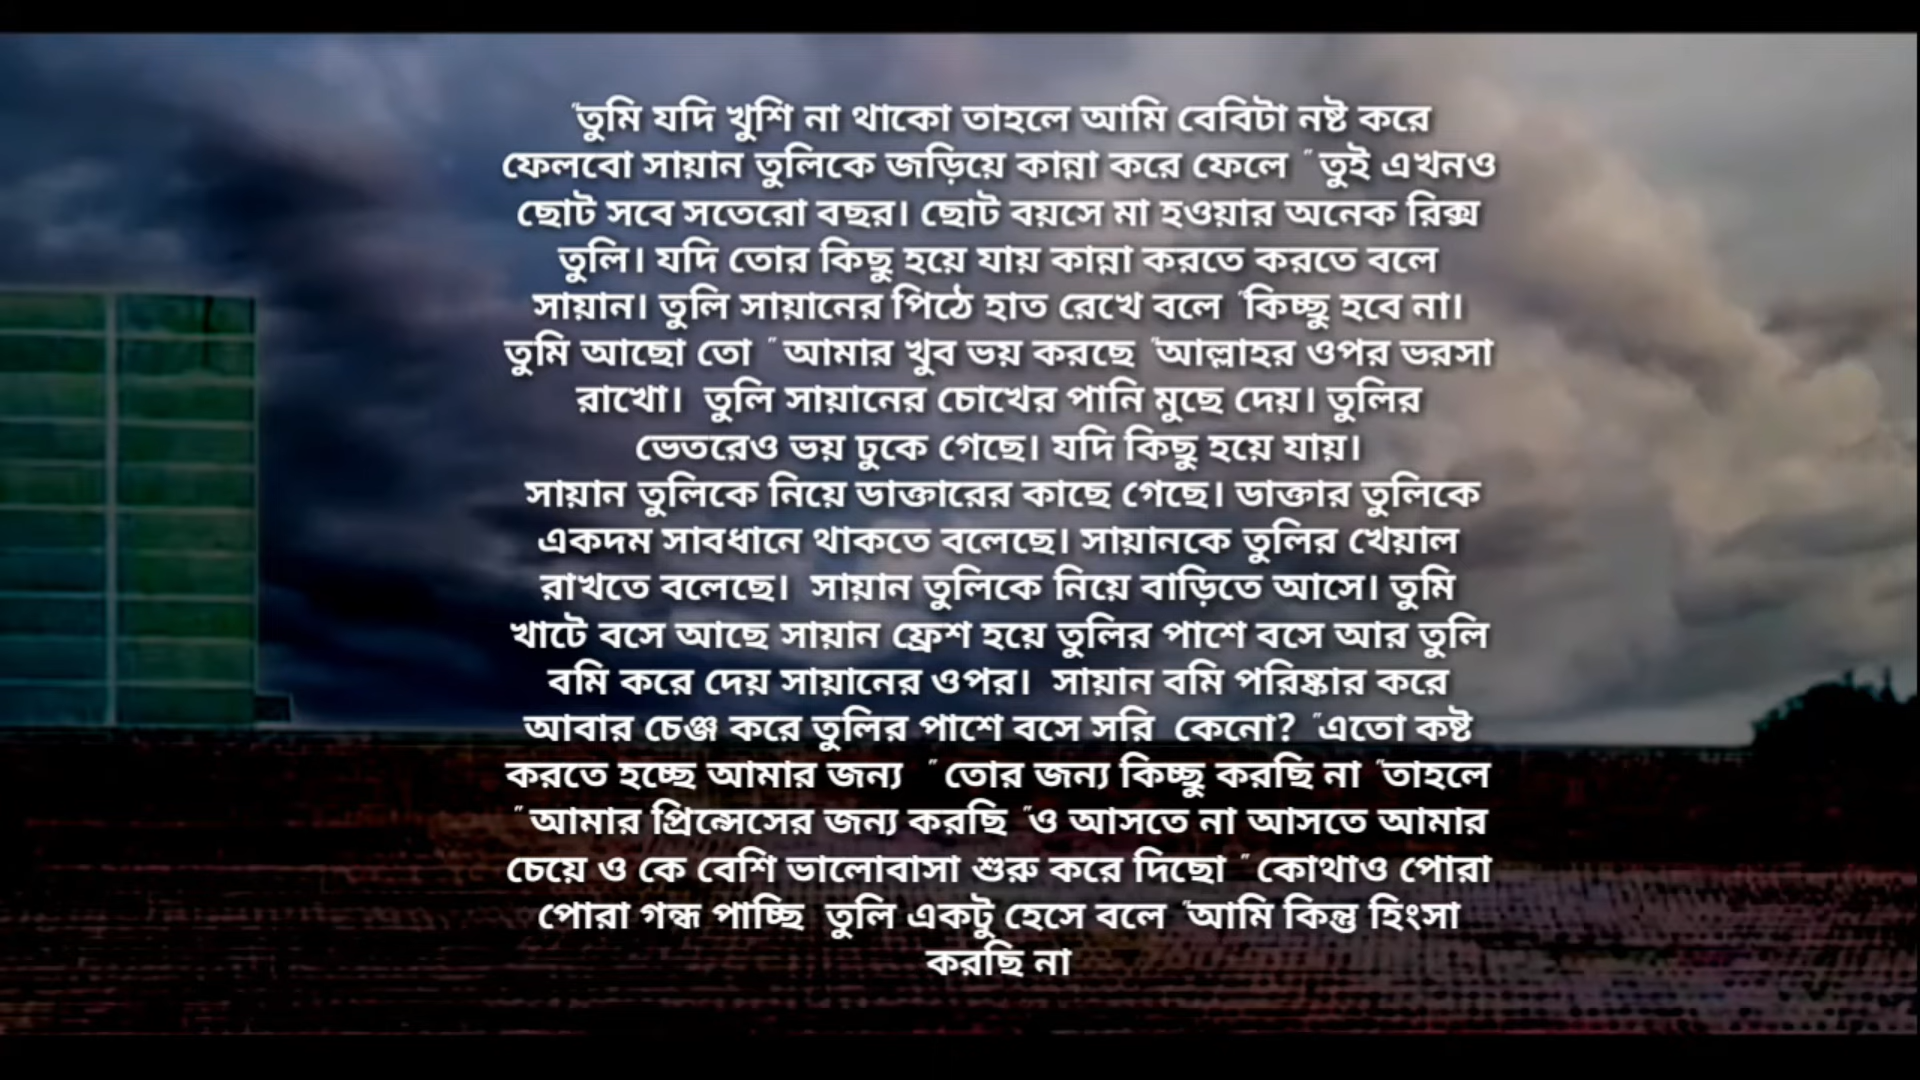 "তুমি যদি খুশি না থাকো তাহলে আমি বেবিটা নষ্ট করে
ফেলবো সায়ান তুলিকে জড়িয়ে কান্না করে ফেলে " তুই এখনও
ছোট সবে সতেরো বছর। ছোট বয়সে মা হওয়ার অনেক রিক্স
তুলি। যদি তোর কিছু হয়ে যায় কান্না করতে করতে বলে
সায়ান। তুলি সায়ানের পিঠে হাত রেখে বলে "কিচ্ছু হবে না।
তুমি আছো তো " আমার খুব ভয় করছে "আল্লাহর ওপর ভরসা
রাখো। তুলি সায়ানের চোখের পানি মুছে দেয়। তুলির
ভেতরেও ভয় ঢুকে গেছে। যদি কিছু হয়ে যায়।
সায়ান তুলিকে নিয়ে ডাক্তারের কাছে গেছে। ডাক্তার তুলিকে
একদম সাবধানে থাকতে বলেছে। সায়ানকে তুলির খেয়াল
রাখতে বলেছে। সায়ান তুলিকে নিয়ে বাড়িতে আসে। তুমি
খাটে বসে আছে সায়ান ফ্রেশ হয়ে তুলির পাশে বসে আর তুলি
বমি করে দেয় সায়ানের ওপর। সায়ান বমি পরিষ্কার করে
আবার চেঞ্জ করে তুলির পাশে বসে সরি কেনো? "এতো কষ্ট
করতে হচ্ছে আমার জন্য " তোর জন্য কিচ্ছু করছি না "তাহলে
" আমার প্রিন্সেসের জন্য করছি "ও আসতে না আসতে আমার
চেয়ে ও কে বেশি ভালোবাসা শুরু করে দিছো " কোথাও পোরা
পোরা গন্ধ পাচ্ছি তুলি একটু হেসে বলে "আমি কিন্তু হিংসা
করছি না